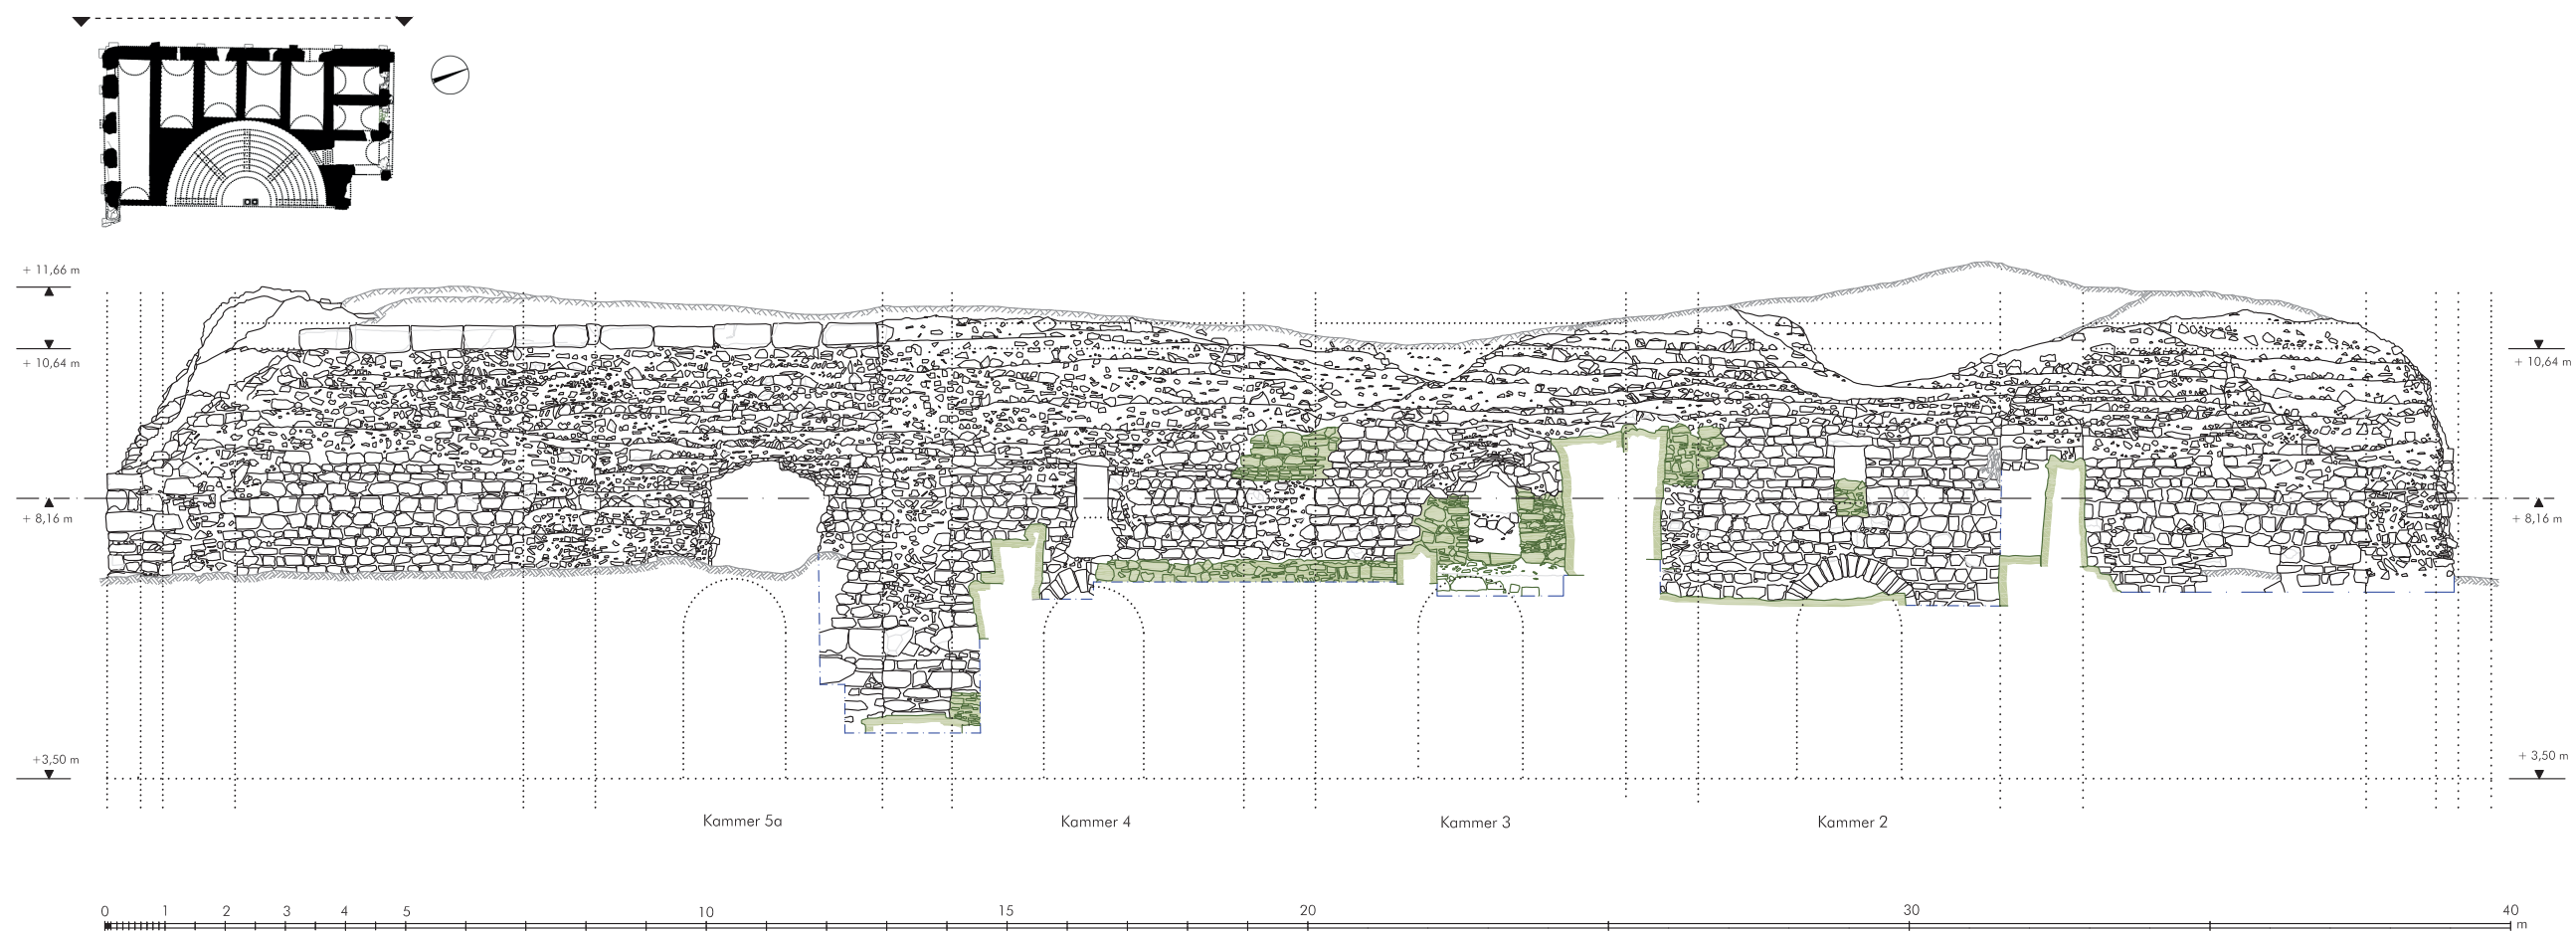 + 11,66 m
+ 10,64 m
+ 10,64 m
+ 8,16 m
+ 8,16 m
+3,50 m
+ 3,50 m
Kammer 5a
Kammer 4
Kammer 3
Kammer 2
0 1 2 3 4 5 10 15 20 30 40
m